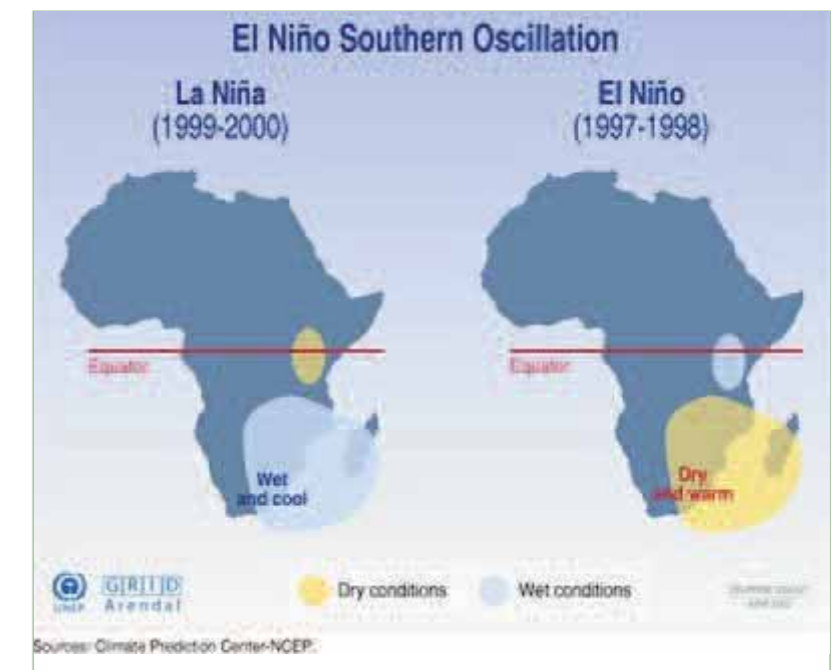 El Niño Southern Oscillation
La Niña
(1999-2000)
El Niño
(1997-1998)
Equator
Equator
Wet
and cool
Dry
and warm
UNEP
GRID
Arendal
Dry conditions
Wet conditions
Sources: Climate Prediction Center-NCEP.